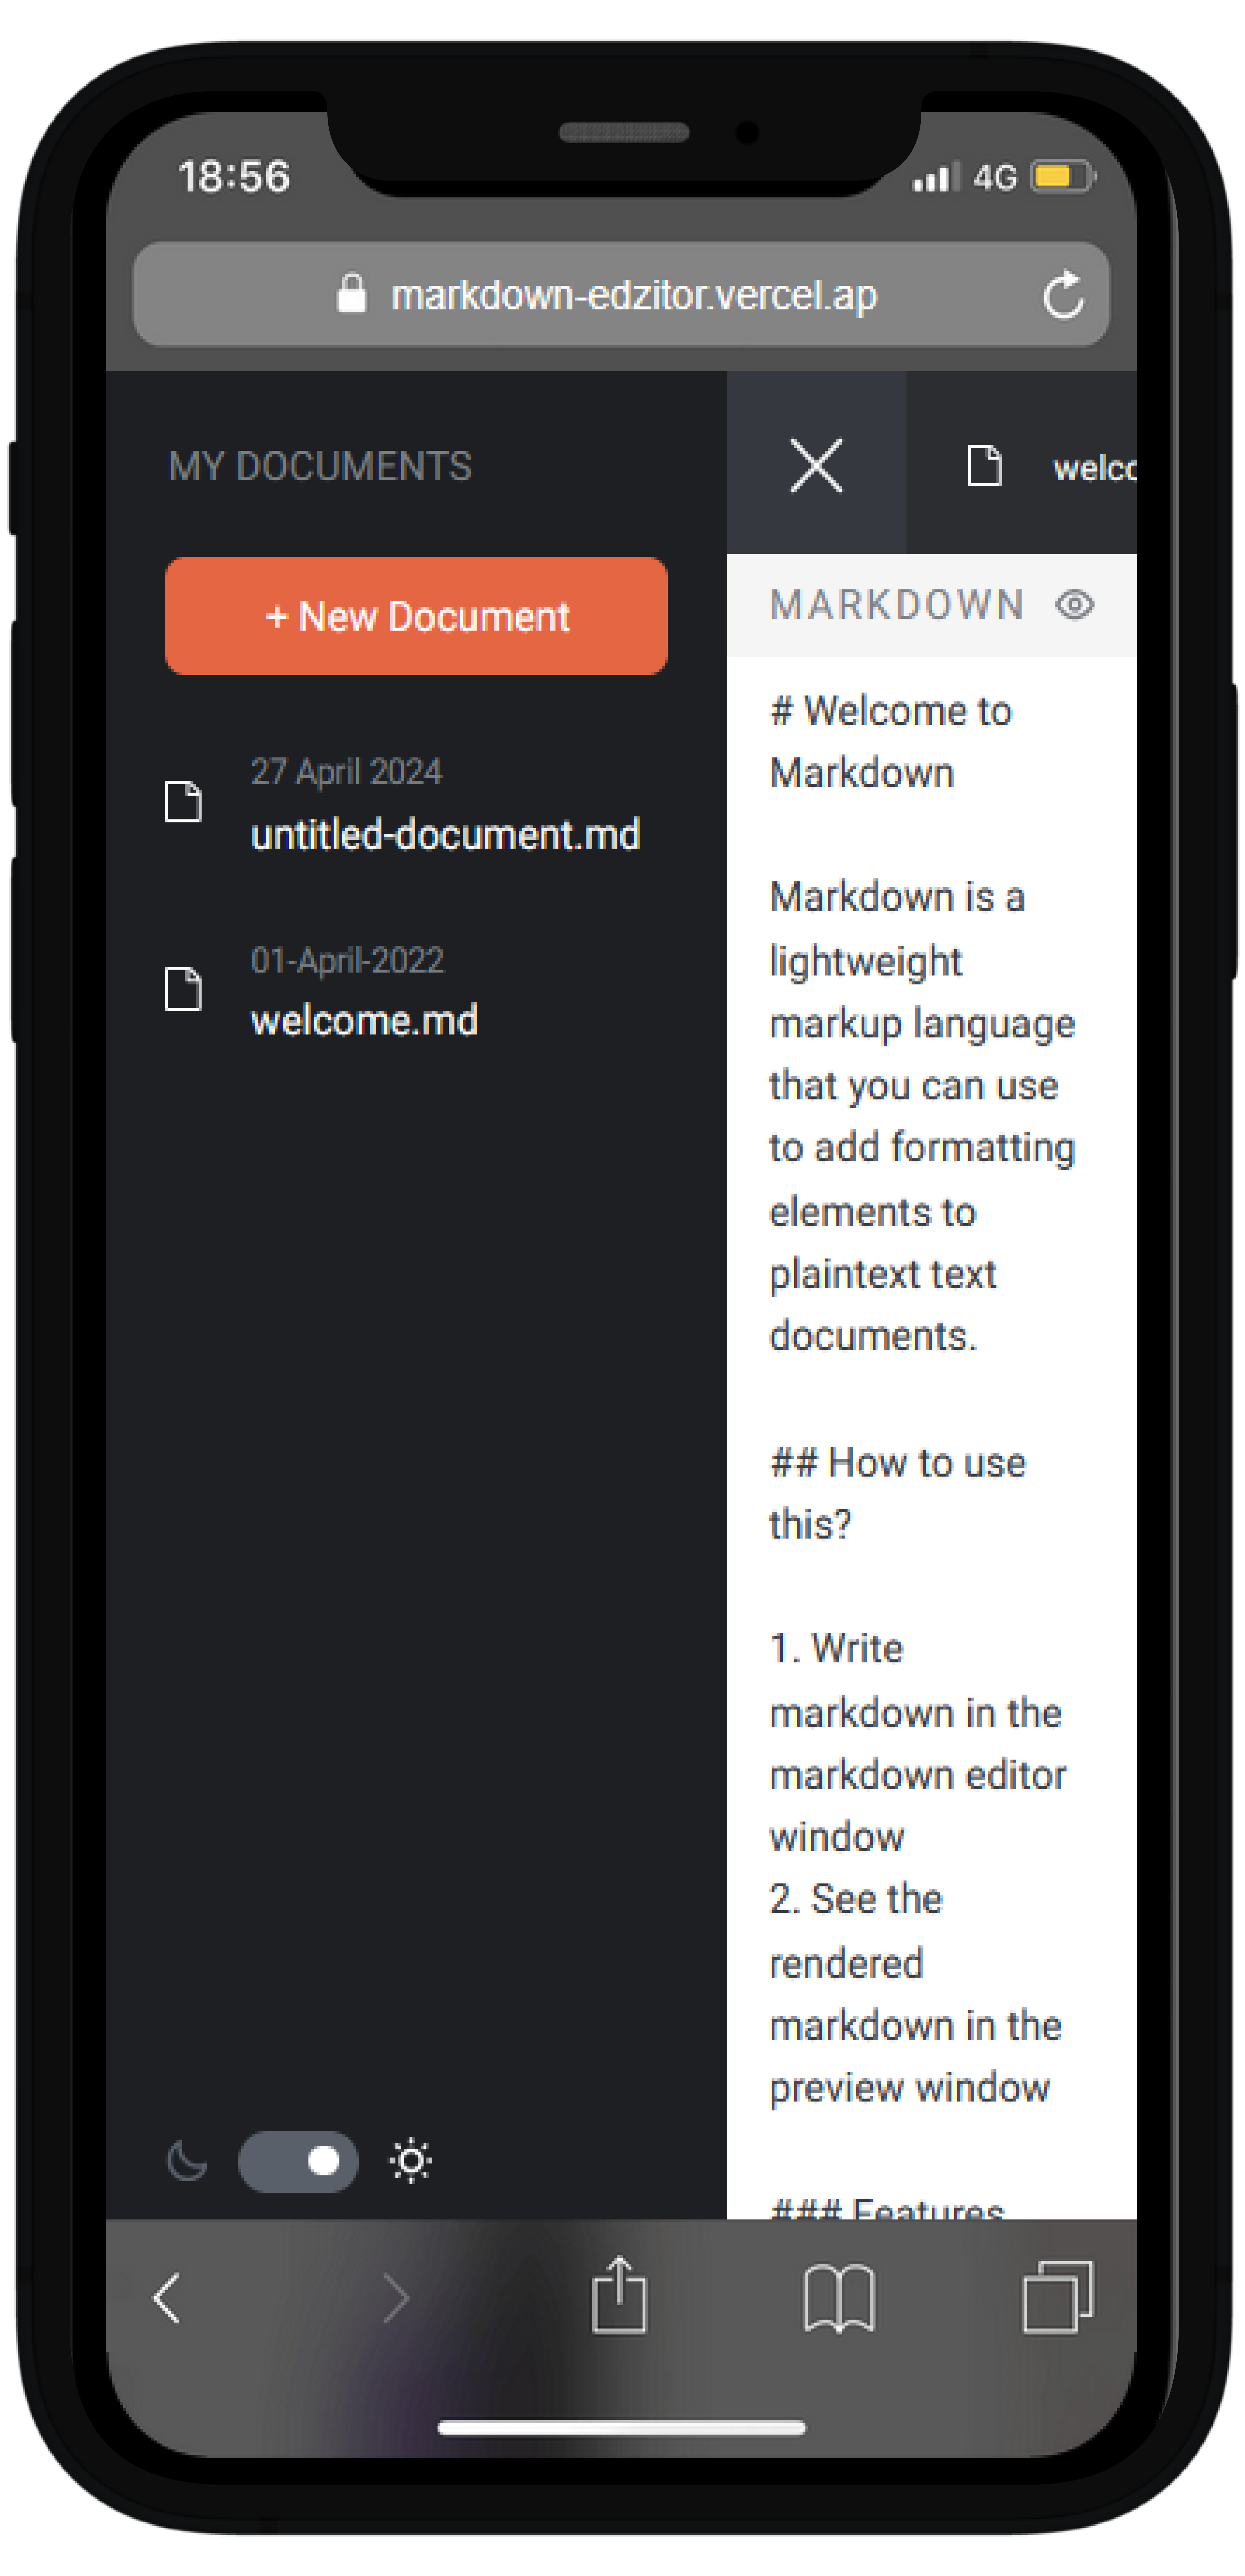 18:56
4G
markdown-edzitor.vercel.ap
MY DOCUMENTS
+ New Document
27 April 2024
untitled-document.md
01-April-2022
welcome.md
welcc
MARKDOWN
# Welcome to
Markdown
Markdown is a
lightweight
markup language
that you can use
to add formatting
elements to
plaintext text
documents.
## How to use
this?
1. Write
markdown in the
markdown editor
window
2. See the
rendered
markdown in the
preview window
### Features